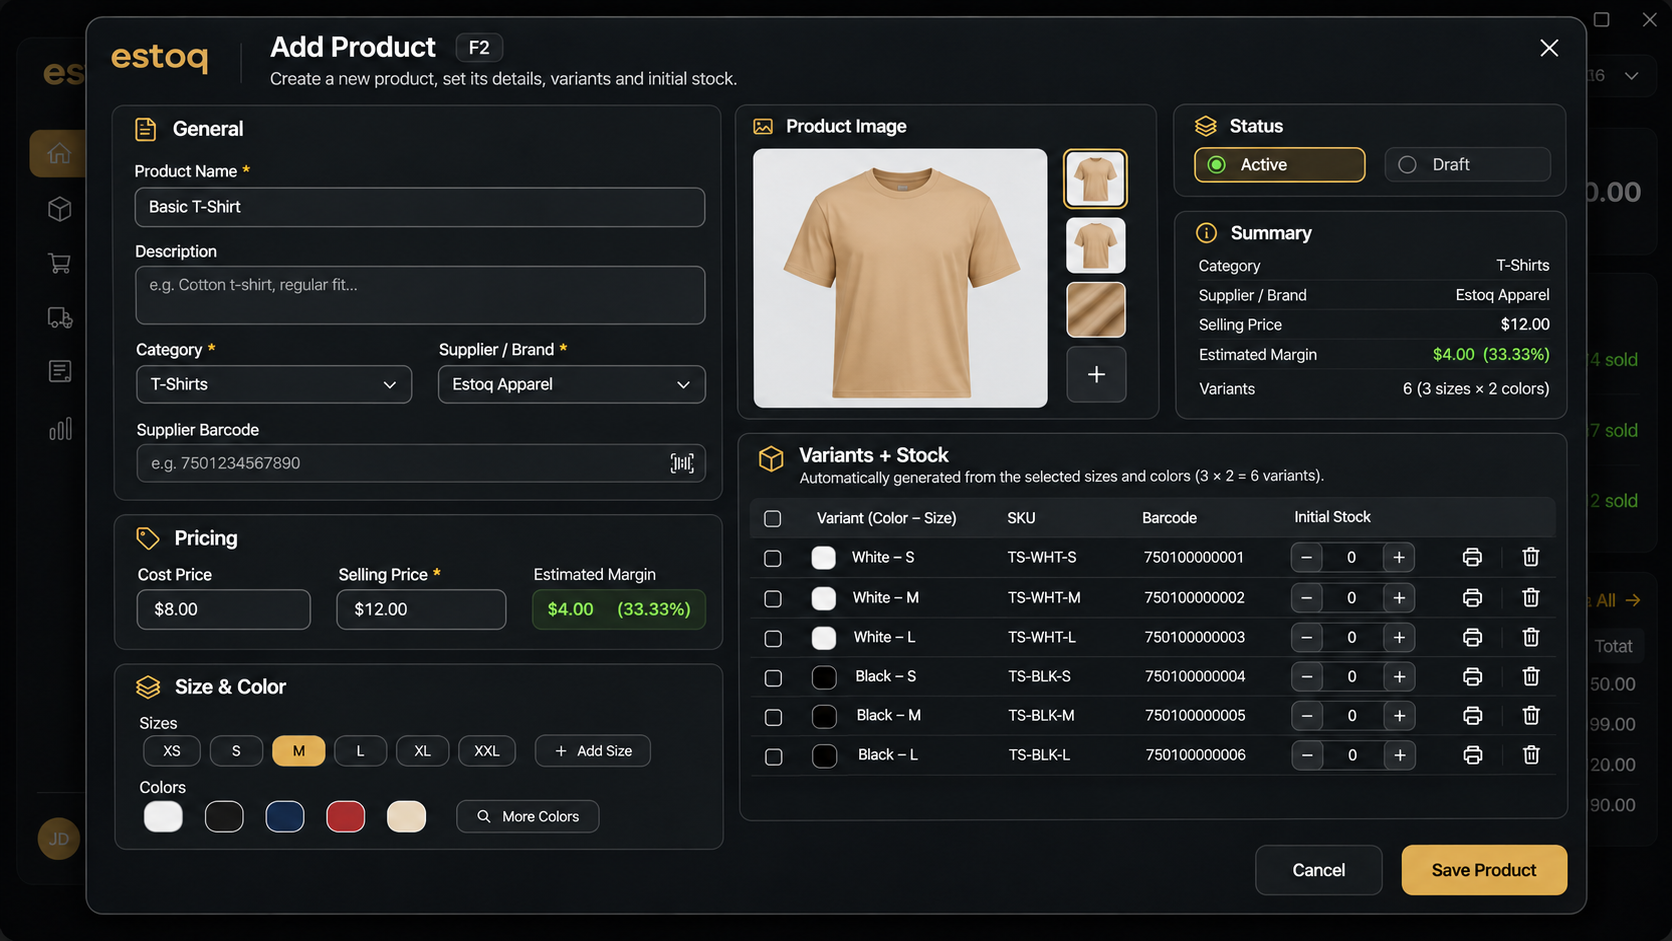 estoq
Add Product F2
Create a new product, set its details, variants and initial stock.
General
Product Name *
Basic T-Shirt
Description
e.g. Cotton t-shirt, regular fit...
Category *
Supplier / Brand *
T-Shirts
Estoq Apparel
Supplier Barcode
e.g. 7501234567890
Pricing
Cost Price
Selling Price *
Estimated Margin
$8.00
$12.00
$4.00 (33.33%)
Size & Color
Sizes
XS S M L XL XXL + Add Size
Colors
More Colors
Product Image
Status
Active
Draft
Summary
Category T-Shirts
Supplier / Brand Estoq Apparel
Selling Price $12.00
Estimated Margin $4.00 (33.33%)
Variants 6 (3 sizes × 2 colors)
Variants + Stock
Automatically generated from the selected sizes and colors (3 × 2 = 6 variants).
Variant (Color – Size) SKU Barcode Initial Stock
White – S TS-WHT-S 750100000001 − 0 +
White – M TS-WHT-M 750100000002 − 0 +
White – L TS-WHT-L 750100000003 − 0 +
Black – S TS-BLK-S 750100000004 − 0 +
Black – M TS-BLK-M 750100000005 − 0 +
Black – L TS-BLK-L 750100000006 − 0 +
Cancel
Save Product
es
JD
0.00
sold
sold
sold
All →
Totat
50.00
99.00
20.00
90.00